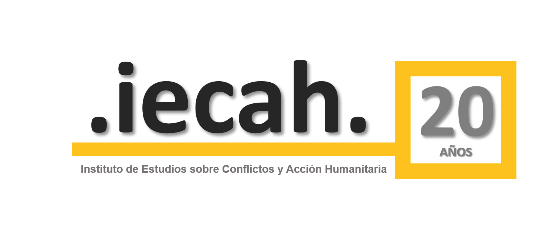 .iecah.
Instituto de Estudios sobre Conflictos y Acción Humanitaria
20
AÑOS